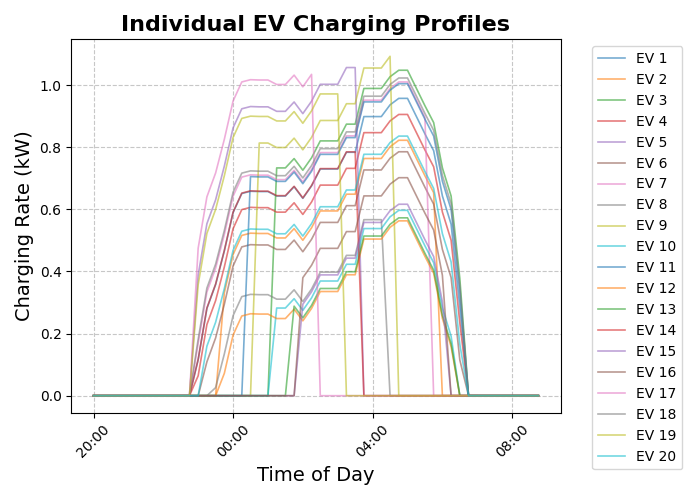 Individual EV Charging Profiles
Charging Rate (kW)
1.0
0.8
0.6
0.4
0.2
0.0
20:00
00:00
04:00
08:00
Time of Day
EV 1
EV 2
EV 3
EV 4
EV 5
EV 6
EV 7
EV 8
EV 9
EV 10
EV 11
EV 12
EV 13
EV 14
EV 15
EV 16
EV 17
EV 18
EV 19
EV 20